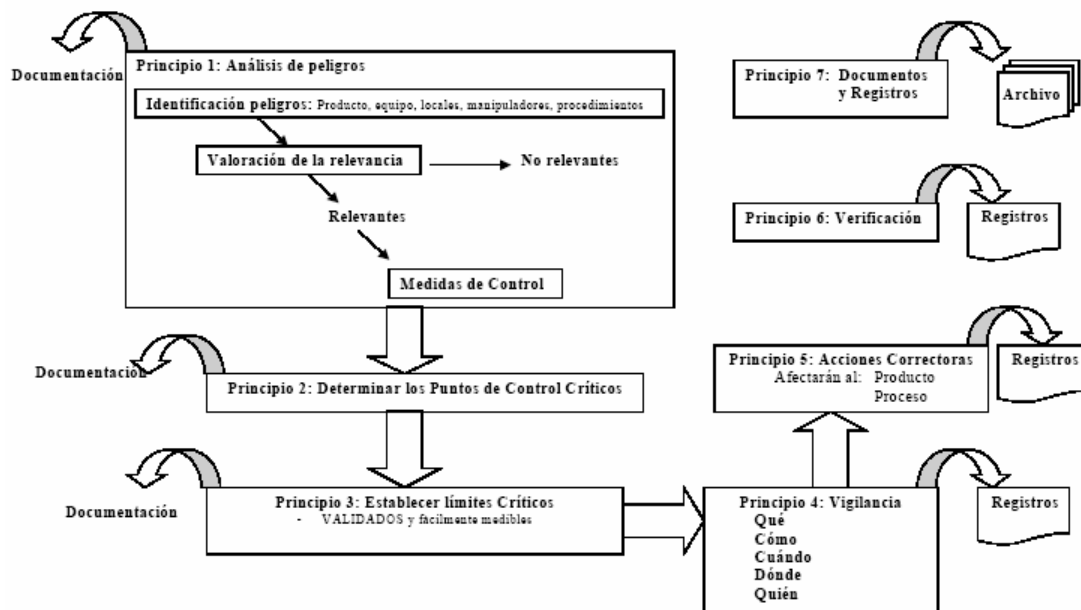 Documentación
Principio 1: Análisis de peligros
Identificación peligros: Producto, equipo, locales, manipuladores, procedimientos
Valoración de la relevancia
No relevantes
Relevantes
Medidas de Control
Documentación
Principio 2: Determinar los Puntos de Control Críticos
Documentación
Principio 3: Establecer límites Críticos
- VALIDADOS y fácilmente medibles
Principio 4: Vigilancia
Qué
Cómo
Cuándo
Dónde
Quién
Registros
Principio 5: Acciones Correctoras
Afectarán al: Producto
Proceso
Registros
Principio 6: Verificación
Registros
Principio 7: Documentos
y Registros
Archivo